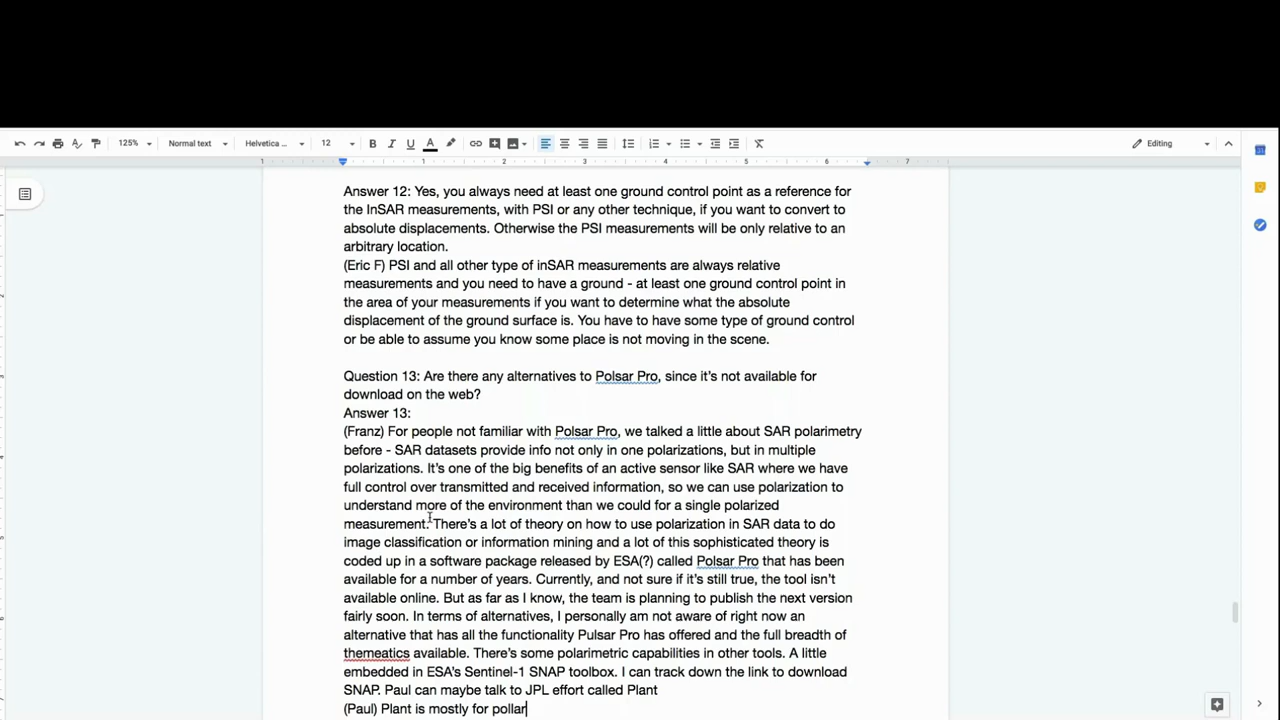 125% Normal text Helvetica ... 12 B I U A Editing
1 1 2 3 4 5 6 7
Answer 12: Yes, you always need at least one ground control point as a reference for
the InSAR measurements, with PSI or any other technique, if you want to convert to
absolute displacements. Otherwise the PSI measurements will be only relative to an
arbitrary location.
(Eric F) PSI and all other type of inSAR measurements are always relative
measurements and you need to have a ground - at least one ground control point in
the area of your measurements if you want to determine what the absolute
displacement of the ground surface is. You have to have some type of ground control
or be able to assume you know some place is not moving in the scene.
Question 13: Are there any alternatives to Polsar Pro, since it's not available for
download on the web?
Answer 13:
(Franz) For people not familiar with Polsar Pro, we talked a little about SAR polarimetry
before - SAR datasets provide info not only in one polarizations, but in multiple
polarizations. It's one of the big benefits of an active sensor like SAR where we have
full control over transmitted and received information, so we can use polarization to
understand more of the environment than we could for a single polarized
measurement. There's a lot of theory on how to use polarization in SAR data to do
image classification or information mining and a lot of this sophisticated theory is
coded up in a software package released by ESA(?) called Polsar Pro that has been
available for a number of years. Currently, and not sure if it's still true, the tool isn't
available online. But as far as I know, the team is planning to publish the next version
fairly soon. In terms of alternatives, I personally am not aware of right now an
alternative that has all the functionality Pulsar Pro has offered and the full breadth of
themeatics available. There's some polarimetric capabilities in other tools. A little
embedded in ESA's Sentinel-1 SNAP toolbox. I can track down the link to download
SNAP. Paul can maybe talk to JPL effort called Plant
(Paul) Plant is mostly for pollar